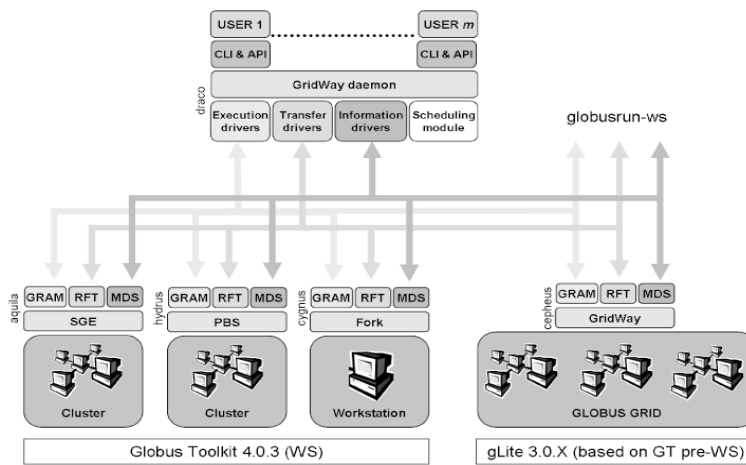 USER 1
USER m
CLI & API
CLI & API
draco
GridWay daemon
Execution drivers
Transfer drivers
Information drivers
Scheduling module
globusrun-ws
aquila
GRAM RFT MDS
SGE
Cluster
hydrus
GRAM RFT MDS
PBS
Cluster
cygnus
GRAM RFT MDS
Fork
Workstation
cepheus
GRAM RFT MDS
GridWay
GLOBUS GRID
Globus Toolkit 4.0.3 (WS)
gLite 3.0.X (based on GT pre-WS)